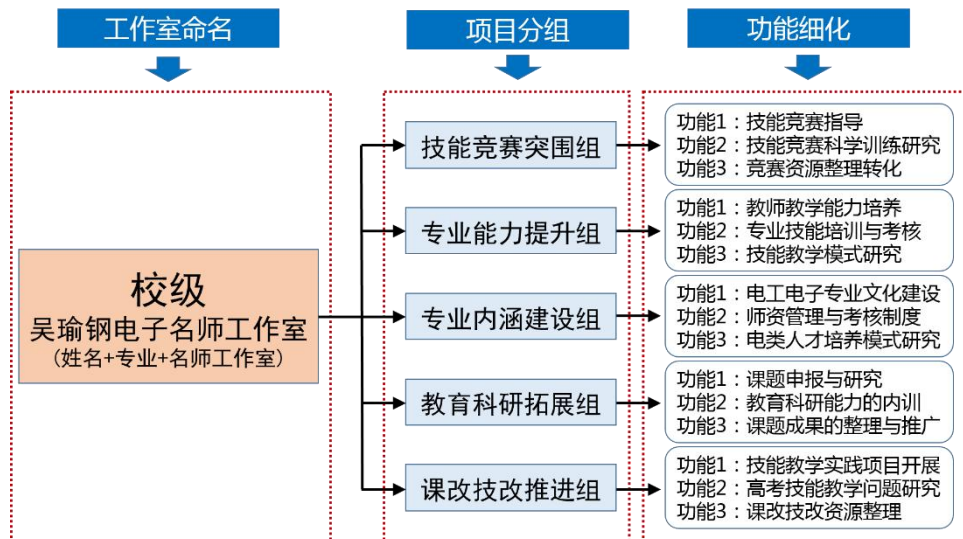 工作室命名
项目分组
功能细化
校级
吴瑜钢电子名师工作室
(姓名+专业+名师工作室)
技能竞赛突围组
功能1：技能竞赛指导
功能2：技能竞赛科学训练研究
功能3：竞赛资源整理转化
专业能力提升组
功能1：教师教学能力培养
功能2：专业技能培训与考核
功能3：技能教学模式研究
专业内涵建设组
功能1：电工电子专业文化建设
功能2：师资管理与考核制度
功能3：电类人才培养模式研究
教育科研拓展组
功能1：课题申报与研究
功能2：教育科研能力的内训
功能3：课题成果的整理与推广
课改技改推进组
功能1：技能教学实践项目开展
功能2：高考技能教学问题研究
功能3：课改技改资源整理